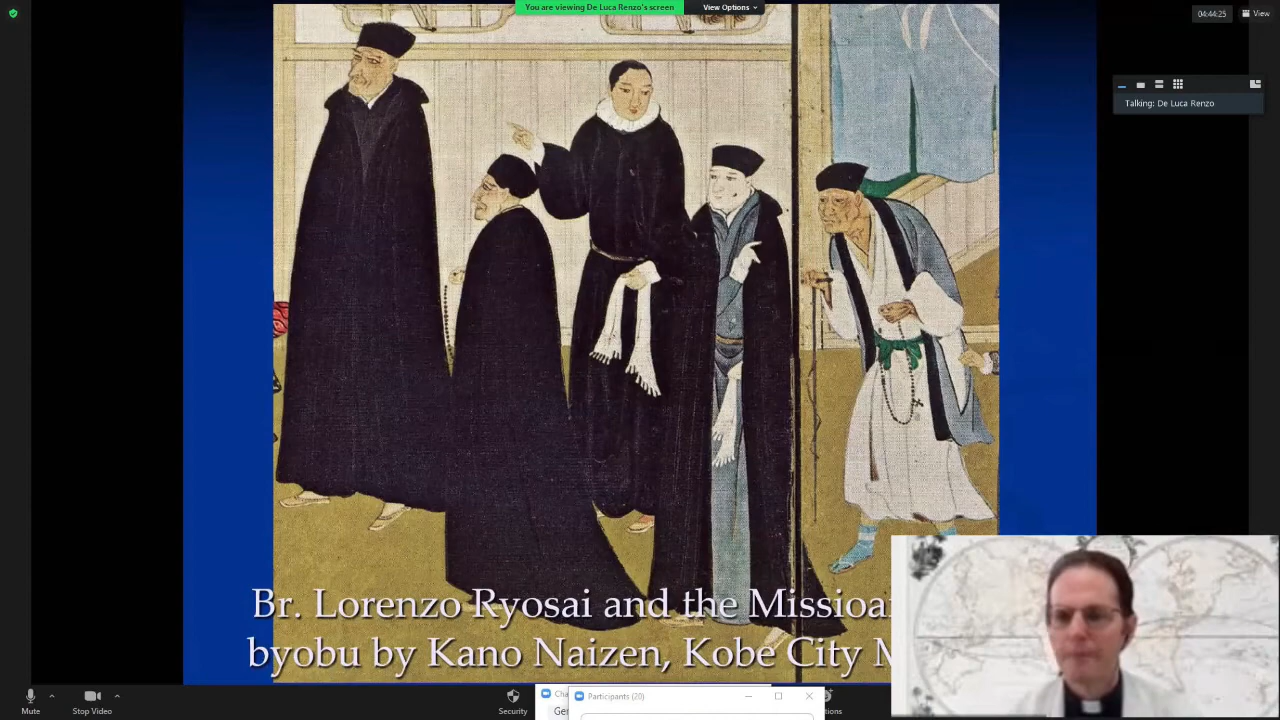 You are viewing De Luca Renzo's screen
View Options
04:44:25
View
Talking: De Luca Renzo
Br. Lorenzo Ryosai and the
byobu by Kano Naizen, Kobe City
Mute
Stop Video
Security
Participants (20)